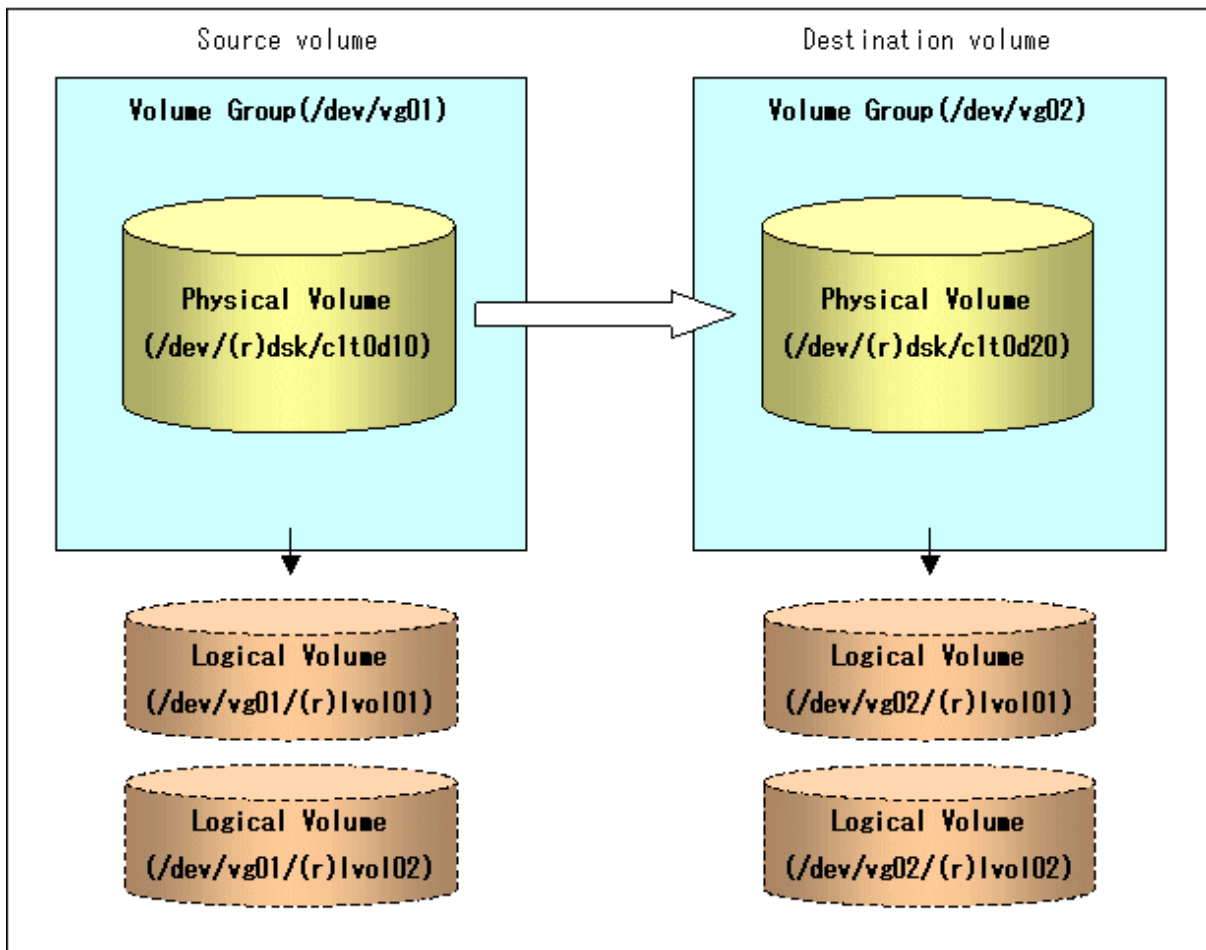 Source volume
Destination volume
Volume Group(/dev/vg01)
Volume Group(/dev/vg02)
Physical Volume
(/dev/(r)dsk/c1t0d10)
Physical Volume
(/dev/(r)dsk/c1t0d20)
Logical Volume
(/dev/vg01/(r)lvol01)
Logical Volume
(/dev/vg02/(r)lvol01)
Logical Volume
(/dev/vg01/(r)lvol02)
Logical Volume
(/dev/vg02/(r)lvol02)